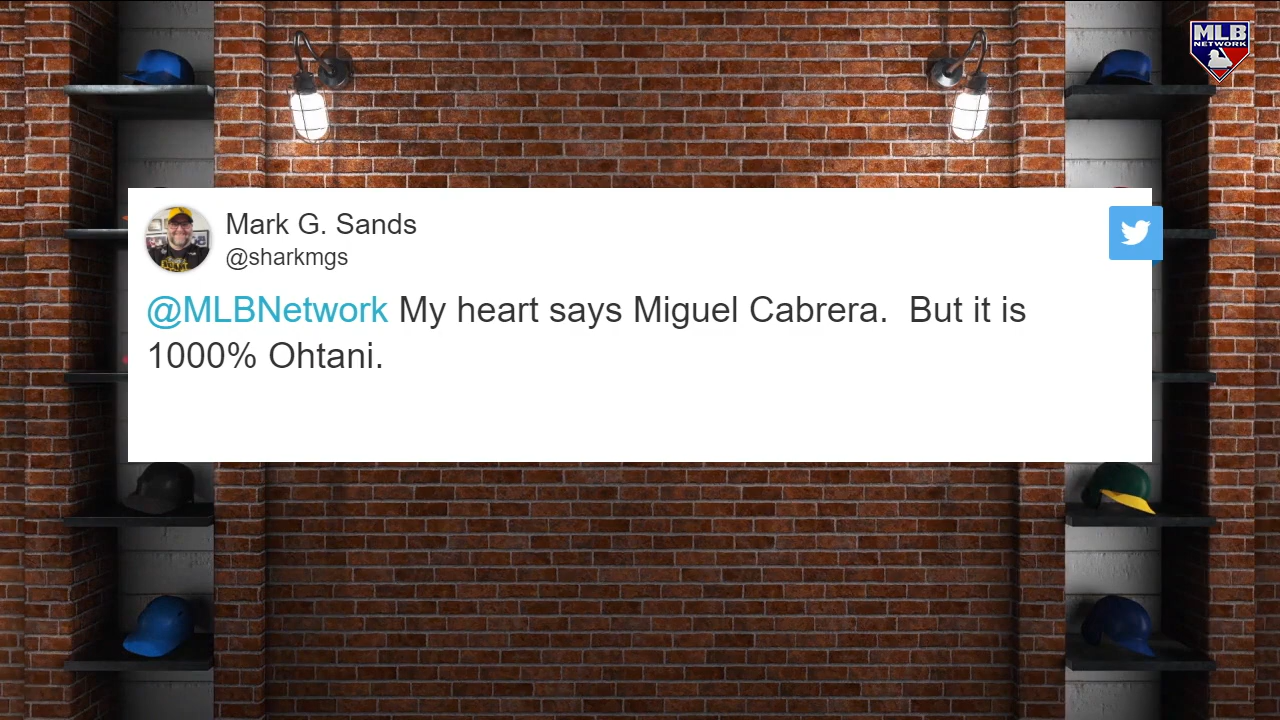 MLB
NETWORK
Mark G. Sands
@sharkmgs
@MLBNetwork My heart says Miguel Cabrera.  But it is
1000% Ohtani.